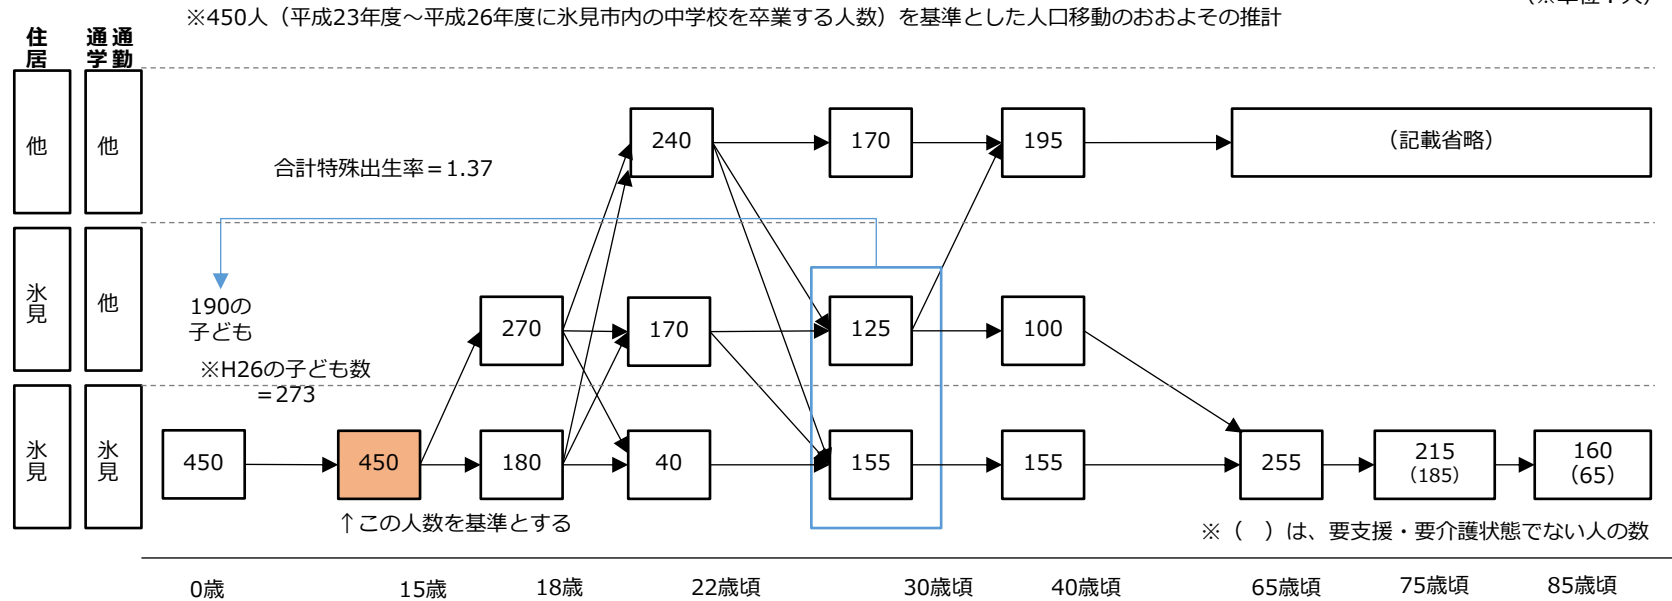 ※450人（平成23年度～平成26年度に氷見市内の中学校を卒業する人数）を基準とした人口移動のおおよその推計
住居
通学
通勤
他
他
240
170
195
（記載省略）
合計特殊出生率＝1.37
氷見
他
190の
子ども
270
170
125
100
※H26の子ども数
＝273
氷見
氷見
450
450
180
40
155
155
255
215
（185）
160
（65）
↑この人数を基準とする
※（　）は、要支援・要介護状態でない人の数
0歳
15歳
18歳
22歳頃
30歳頃
40歳頃
65歳頃
75歳頃
85歳頃